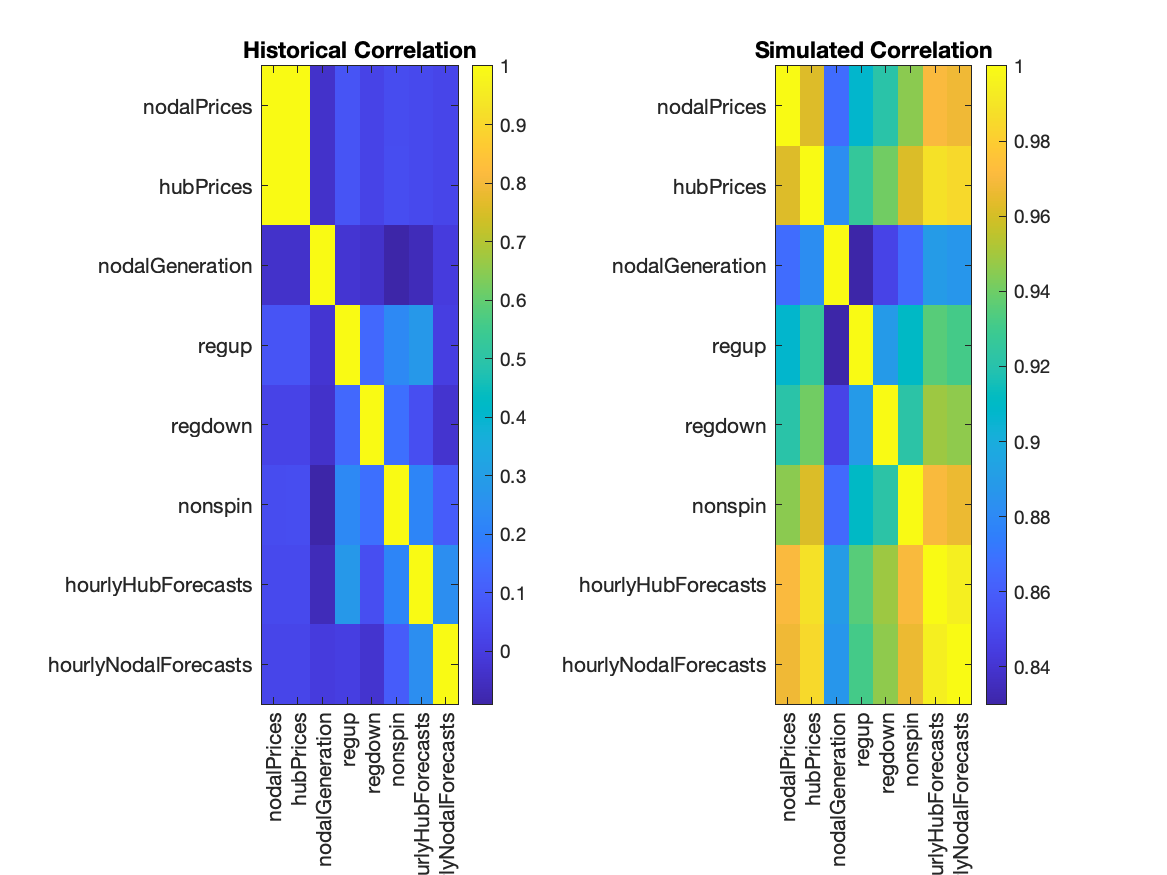 Historical Correlation
nodalPrices
hubPrices
nodalGeneration
regup
regdown
nonspin
hourlyHubForecasts
hourlyNodalForecasts
nodalPrices
hubPrices
nodalGeneration
regup
regdown
nonspin
urlyHubForecasts
lyNodalForecasts
1
0.9
0.8
0.7
0.6
0.5
0.4
0.3
0.2
0.1
0
Simulated Correlation
nodalPrices
hubPrices
nodalGeneration
regup
regdown
nonspin
hourlyHubForecasts
hourlyNodalForecasts
nodalPrices
hubPrices
nodalGeneration
regup
regdown
nonspin
urlyHubForecasts
lyNodalForecasts
1
0.98
0.96
0.94
0.92
0.9
0.88
0.86
0.84